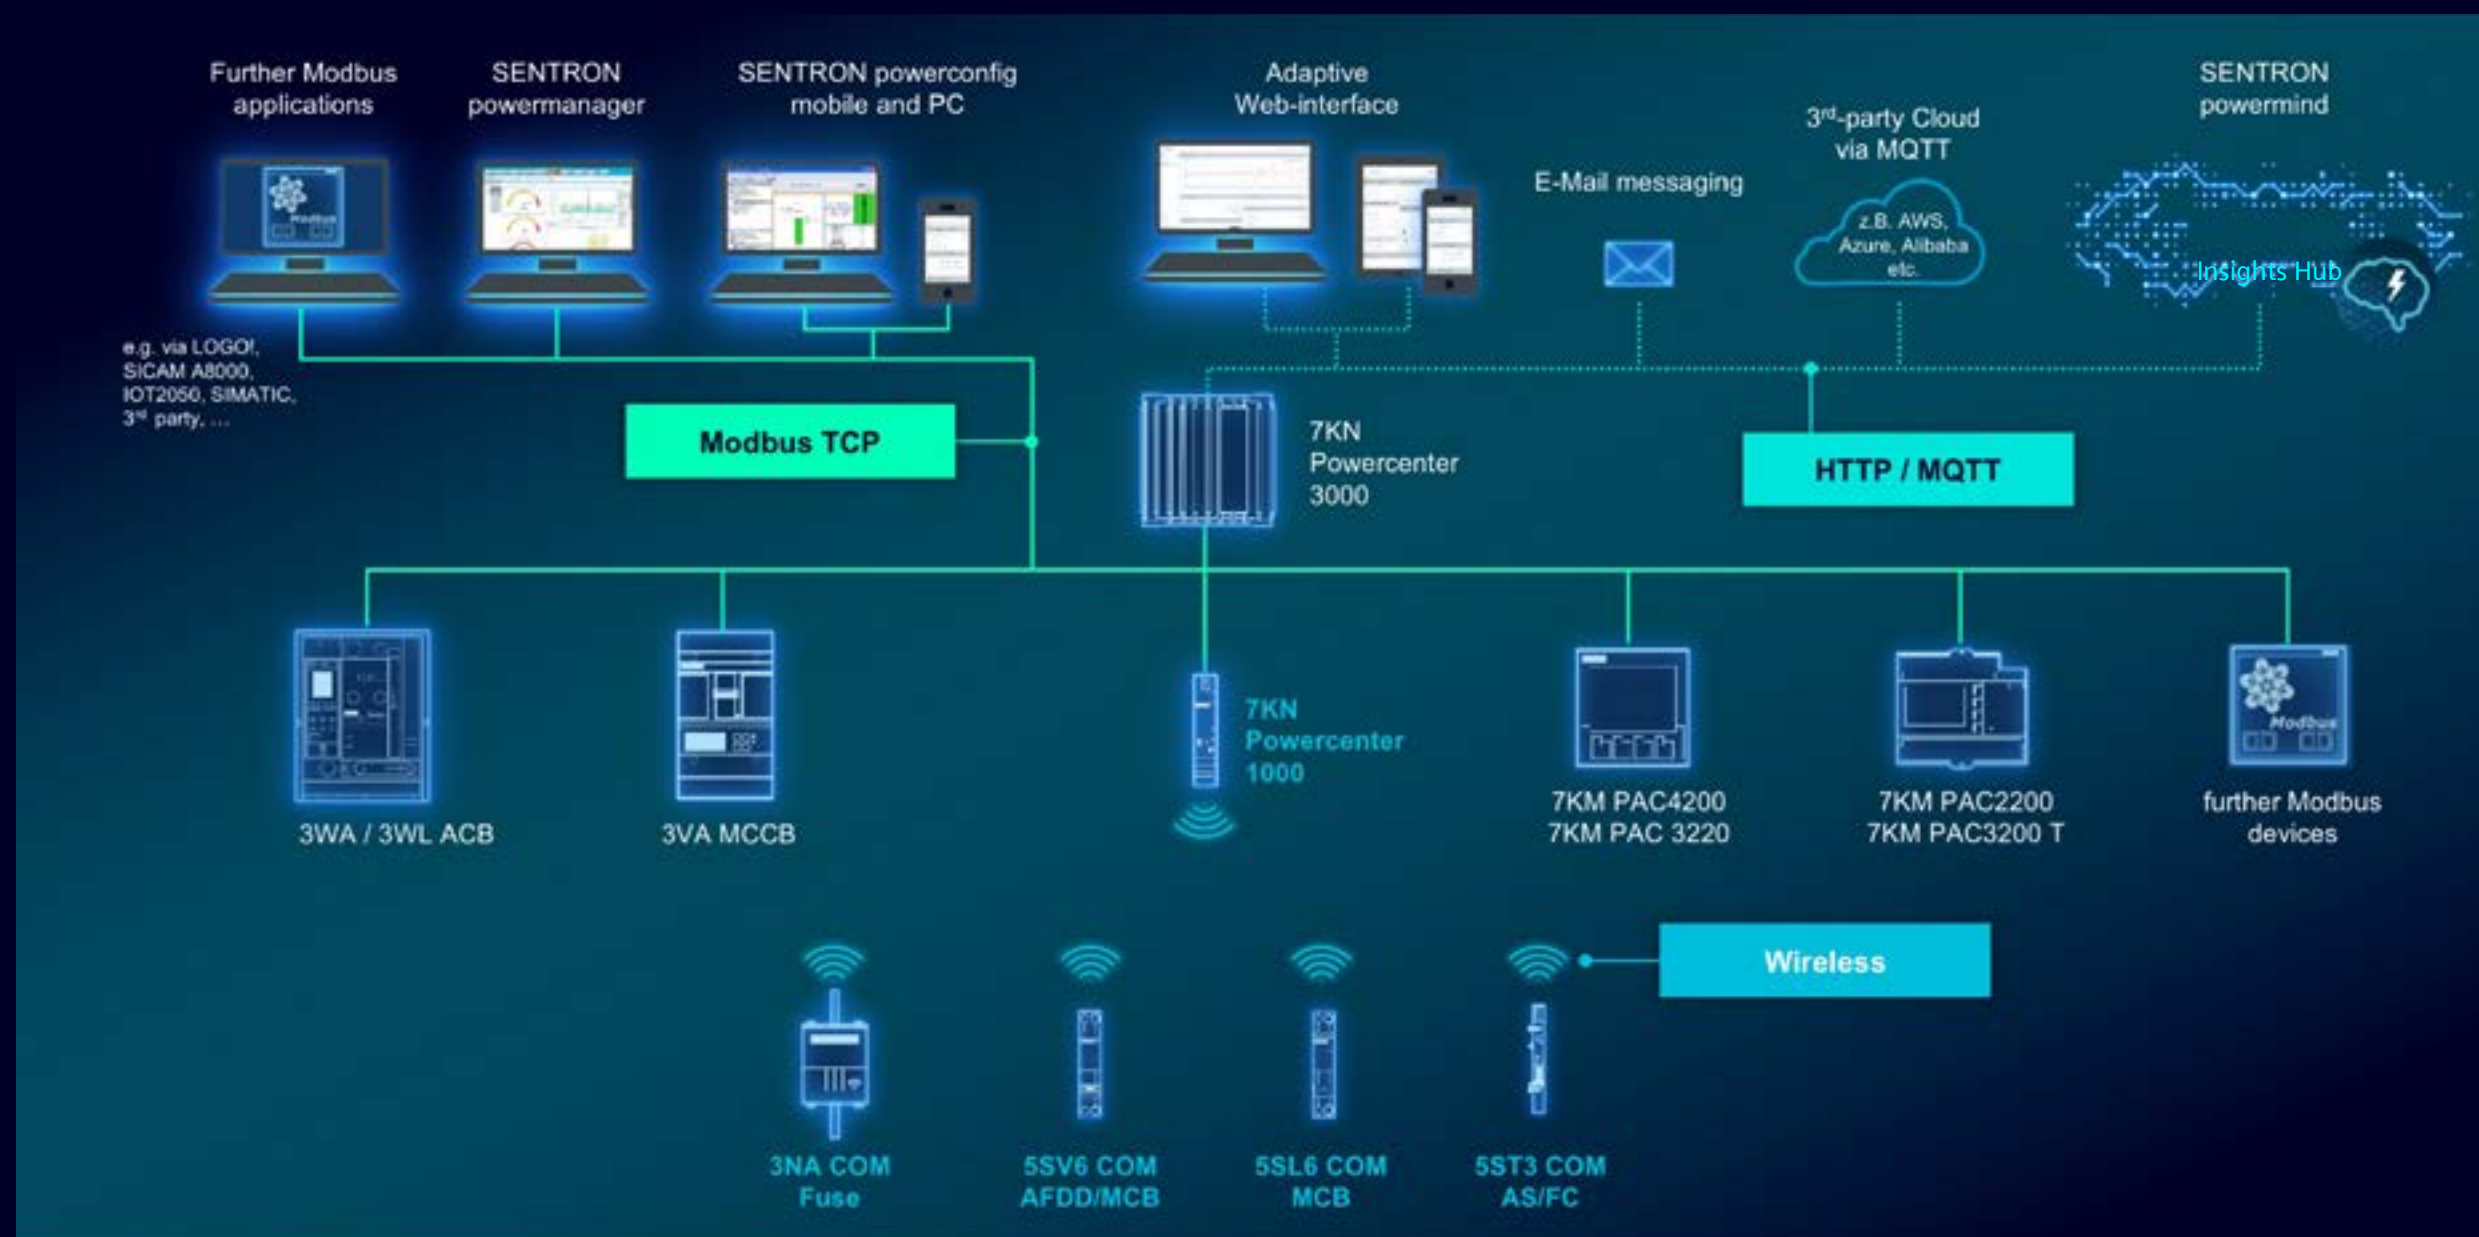 Further Modbus
applications
SENTRON
powermanager
SENTRON powerconfig
mobile and PC
Adaptive
Web-interface
E-Mail messaging
3rd-party Cloud
via MQTT
z.B. AWS,
Azure, Alibaba
etc.
SENTRON
powermind
Insights Hub
Modbus
e.g. via LOGO!,
SICAM A8000,
IOT2050, SIMATIC,
3rd party, ...
Modbus TCP
7KN
Powercenter
3000
HTTP / MQTT
3WA / 3WL ACB
3VA MCCB
7KN
Powercenter
1000
7KM PAC4200
7KM PAC 3220
7KM PAC2200
7KM PAC3200 T
Modbus
further Modbus
devices
Wireless
3NA COM
Fuse
5SV6 COM
AFDD/MCB
5SL6 COM
MCB
5ST3 COM
AS/FC